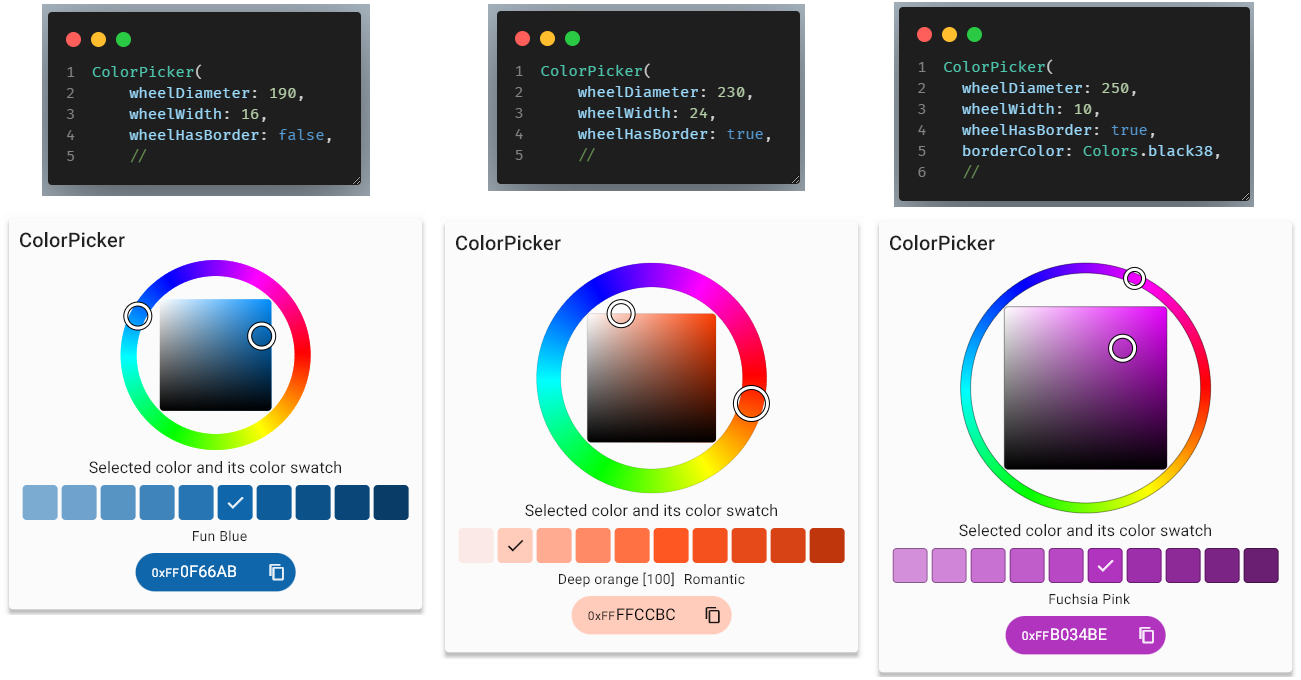 1 ColorPicker(
2 wheelDiameter: 190,
3 wheelWidth: 16,
4 wheelHasBorder: false,
5 //
1 ColorPicker(
2 wheelDiameter: 230,
3 wheelWidth: 24,
4 wheelHasBorder: true,
5 //
1 ColorPicker(
2 wheelDiameter: 250,
3 wheelWidth: 10,
4 wheelHasBorder: true,
5 borderColor: Colors.black38,
6 //
ColorPicker
Selected color and its color swatch
Fun Blue
0xFF0F66AB
ColorPicker
Selected color and its color swatch
Deep orange [100] Romantic
0xFFFFCCBC
ColorPicker
Selected color and its color swatch
Fuchsia Pink
0xFFB034BE